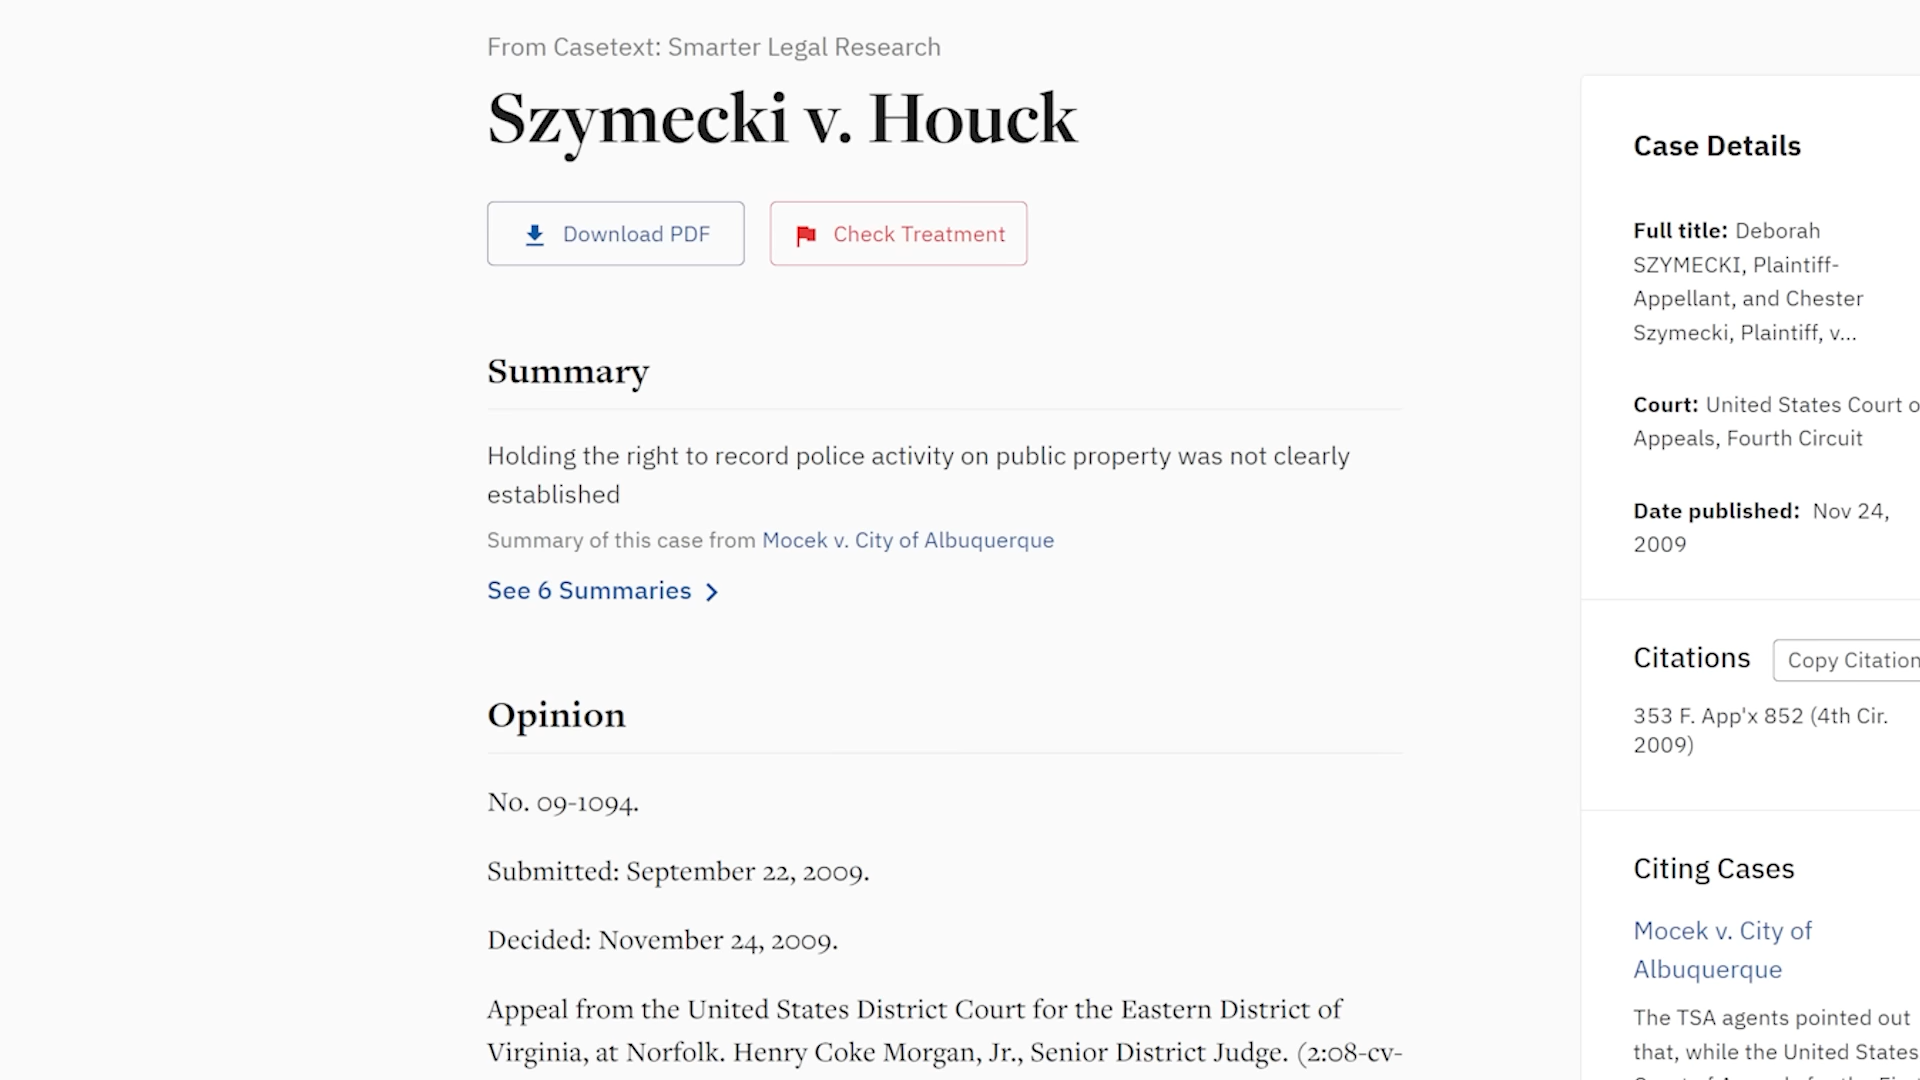 From Casetext: Smarter Legal Research
Szymecki v. Houck
Download PDF
Check Treatment
Summary
Holding the right to record police activity on public property was not clearly
established
Summary of this case from Mocek v. City of Albuquerque
See 6 Summaries
Opinion
No. 09-1094.
Submitted: September 22, 2009.
Decided: November 24, 2009.
Appeal from the United States District Court for the Eastern District of
Virginia, at Norfolk. Henry Coke Morgan, Jr., Senior District Judge. (2:08-cv-
Case Details
Full title: Deborah
SZYMECKI, Plaintiff-
Appellant, and Chester
Szymecki, Plaintiff, v...
Court: United States Court o
Appeals, Fourth Circuit
Date published: Nov 24,
2009
Citations
Copy Citation
353 F. App'x 852 (4th Cir.
2009)
Citing Cases
Mocek v. City of
Albuquerque
The TSA agents pointed out
that, while the United States